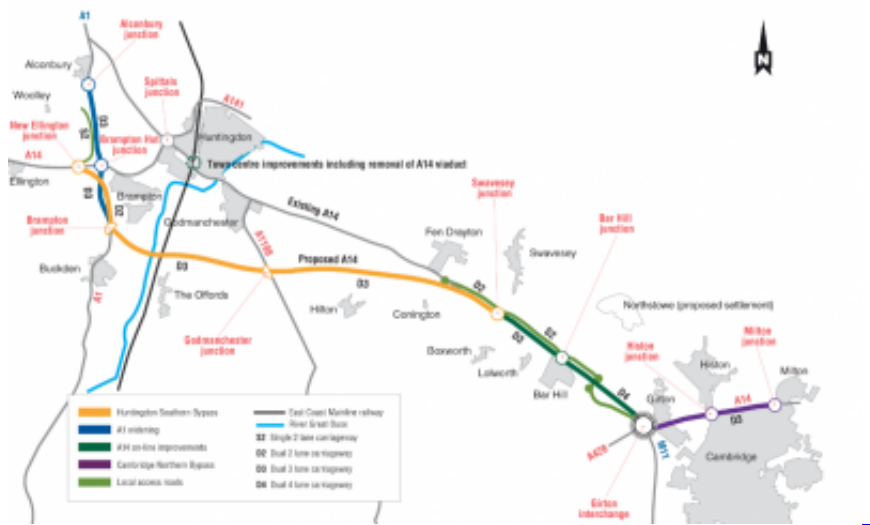 A1
Alconbury
junction
Alconbury
Woolley
Spittals
junction
A141
New Ellington
junction
D3
S2
Brampton Hut
junction
Huntingdon
A14
Ellington
Town centre improvements including removal of A14 viaduct
D3
D2
Brampton
Brampton
junction
Godmanchester
Existing A14
Swavesey
junction
Bar Hill
junction
Fen Drayton
Swavesey
A1198
Buckden
A1
D3
Proposed A14
D3
D2
The Offords
Hilton
Conington
Northstowe (proposed settlement)
Godmanchester
junction
D3
D2
Boxworth
Lolworth
Histon
junction
Milton
junction
Histon
Milton
Bar Hill
D4
Girton
A14
D3
A428
M11
Cambridge
Girton
interchange
Huntingdon Southern Bypass
A1 widening
A14 on-line improvements
Cambridge Northern Bypass
Local access roads
East Coast Mainline railway
River Great Ouse
S2 Single 2 lane carriageway
D2 Dual 2 lane carriageway
D3 Dual 3 lane carriageway
D4 Dual 4 lane carriageway
N